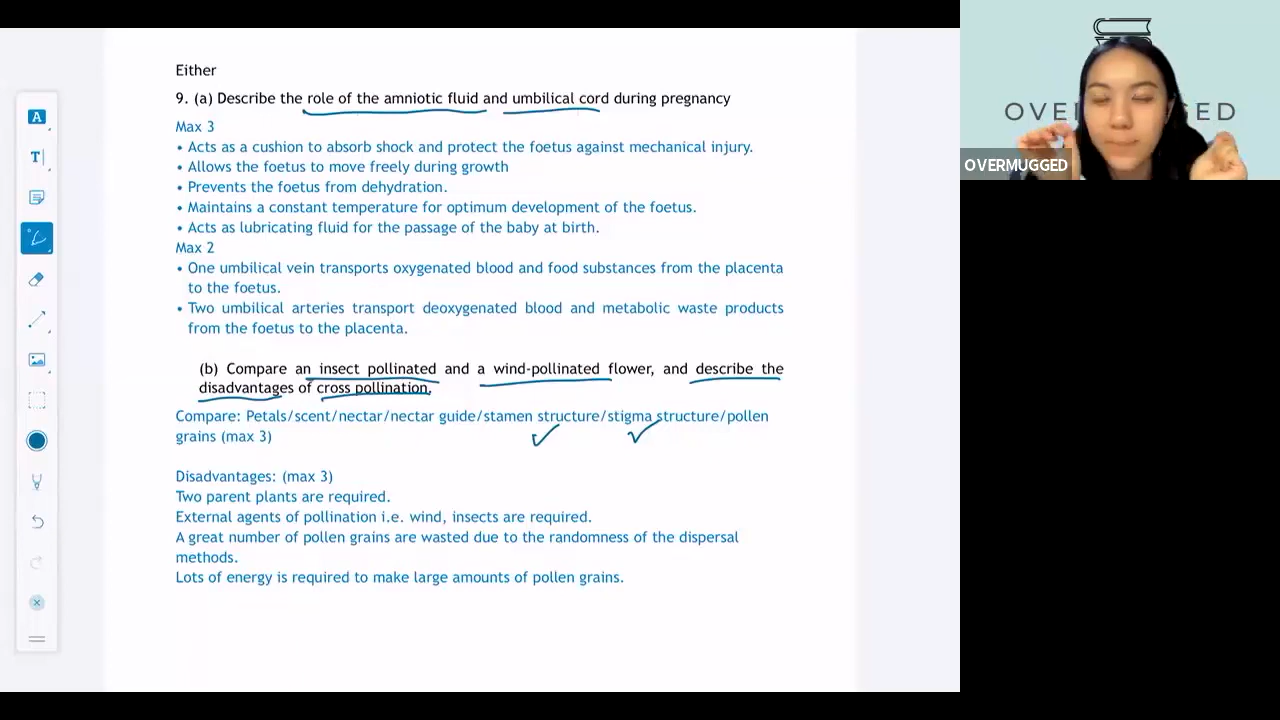 Either
9. (a) Describe the role of the amniotic fluid and umbilical cord during pregnancy
Max 3
• Acts as a cushion to absorb shock and protect the foetus against mechanical injury.
• Allows the foetus to move freely during growth
• Prevents the foetus from dehydration.
• Maintains a constant temperature for optimum development of the foetus.
• Acts as lubricating fluid for the passage of the baby at birth.
Max 2
• One umbilical vein transports oxygenated blood and food substances from the placenta
to the foetus.
• Two umbilical arteries transport deoxygenated blood and metabolic waste products
from the foetus to the placenta.
(b) Compare an insect pollinated and a wind-pollinated flower, and describe the
disadvantages of cross pollination.
Compare: Petals/scent/nectar/nectar guide/stamen structure/stigma structure/pollen
grains (max 3)
Disadvantages: (max 3)
Two parent plants are required.
External agents of pollination i.e. wind, insects are required.
A great number of pollen grains are wasted due to the randomness of the dispersal
methods.
Lots of energy is required to make large amounts of pollen grains.
A
T
OVE GED
OVERMUGGED